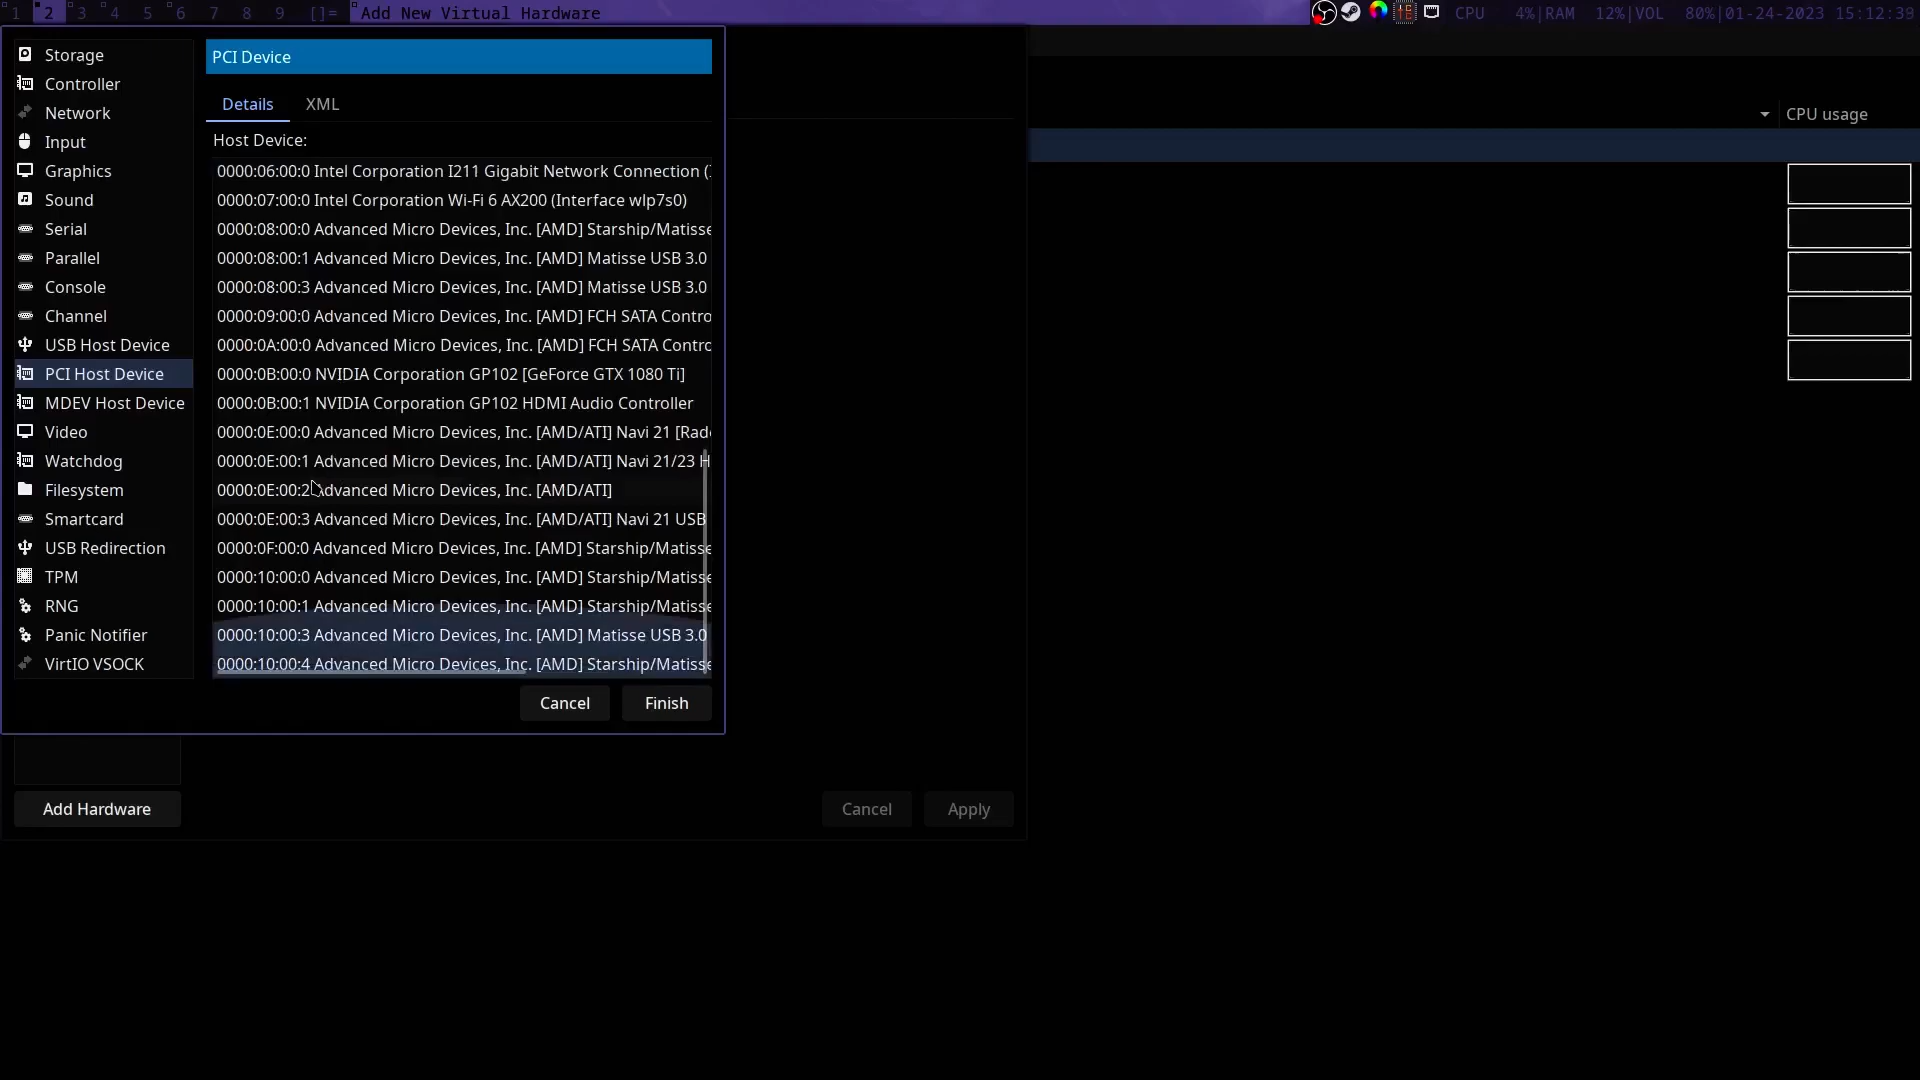 1 2 3 4 5 6 7 8 9 []= Add New Virtual Hardware CPU 4%|RAM 12%|VOL 80%|01-24-2023 15:12:39
Storage
Controller
Network
Input
Graphics
Sound
Serial
Parallel
Console
Channel
USB Host Device
PCI Host Device
MDEV Host Device
Video
Watchdog
Filesystem
Smartcard
USB Redirection
TPM
RNG
Panic Notifier
VirtIO VSOCK
PCI Device
Details XML
Host Device:
0000:06:00:0 Intel Corporation I211 Gigabit Network Connection (
0000:07:00:0 Intel Corporation Wi-Fi 6 AX200 (Interface wlp7s0)
0000:08:00:0 Advanced Micro Devices, Inc. [AMD] Starship/Matisse
0000:08:00:1 Advanced Micro Devices, Inc. [AMD] Matisse USB 3.0
0000:08:00:3 Advanced Micro Devices, Inc. [AMD] Matisse USB 3.0
0000:09:00:0 Advanced Micro Devices, Inc. [AMD] FCH SATA Contro
0000:0A:00:0 Advanced Micro Devices, Inc. [AMD] FCH SATA Contro
0000:0B:00:0 NVIDIA Corporation GP102 [GeForce GTX 1080 Ti]
0000:0B:00:1 NVIDIA Corporation GP102 HDMI Audio Controller
0000:0E:00:0 Advanced Micro Devices, Inc. [AMD/ATI] Navi 21 [Rad
0000:0E:00:1 Advanced Micro Devices, Inc. [AMD/ATI] Navi 21/23 H
0000:0E:00:2 Advanced Micro Devices, Inc. [AMD/ATI]
0000:0E:00:3 Advanced Micro Devices, Inc. [AMD/ATI] Navi 21 USB
0000:0F:00:0 Advanced Micro Devices, Inc. [AMD] Starship/Matisse
0000:10:00:0 Advanced Micro Devices, Inc. [AMD] Starship/Matisse
0000:10:00:1 Advanced Micro Devices, Inc. [AMD] Starship/Matisse
0000:10:00:3 Advanced Micro Devices, Inc. [AMD] Matisse USB 3.0
0000:10:00:4 Advanced Micro Devices, Inc. [AMD] Starship/Matisse
Cancel Finish
CPU usage
Add Hardware
Cancel Apply